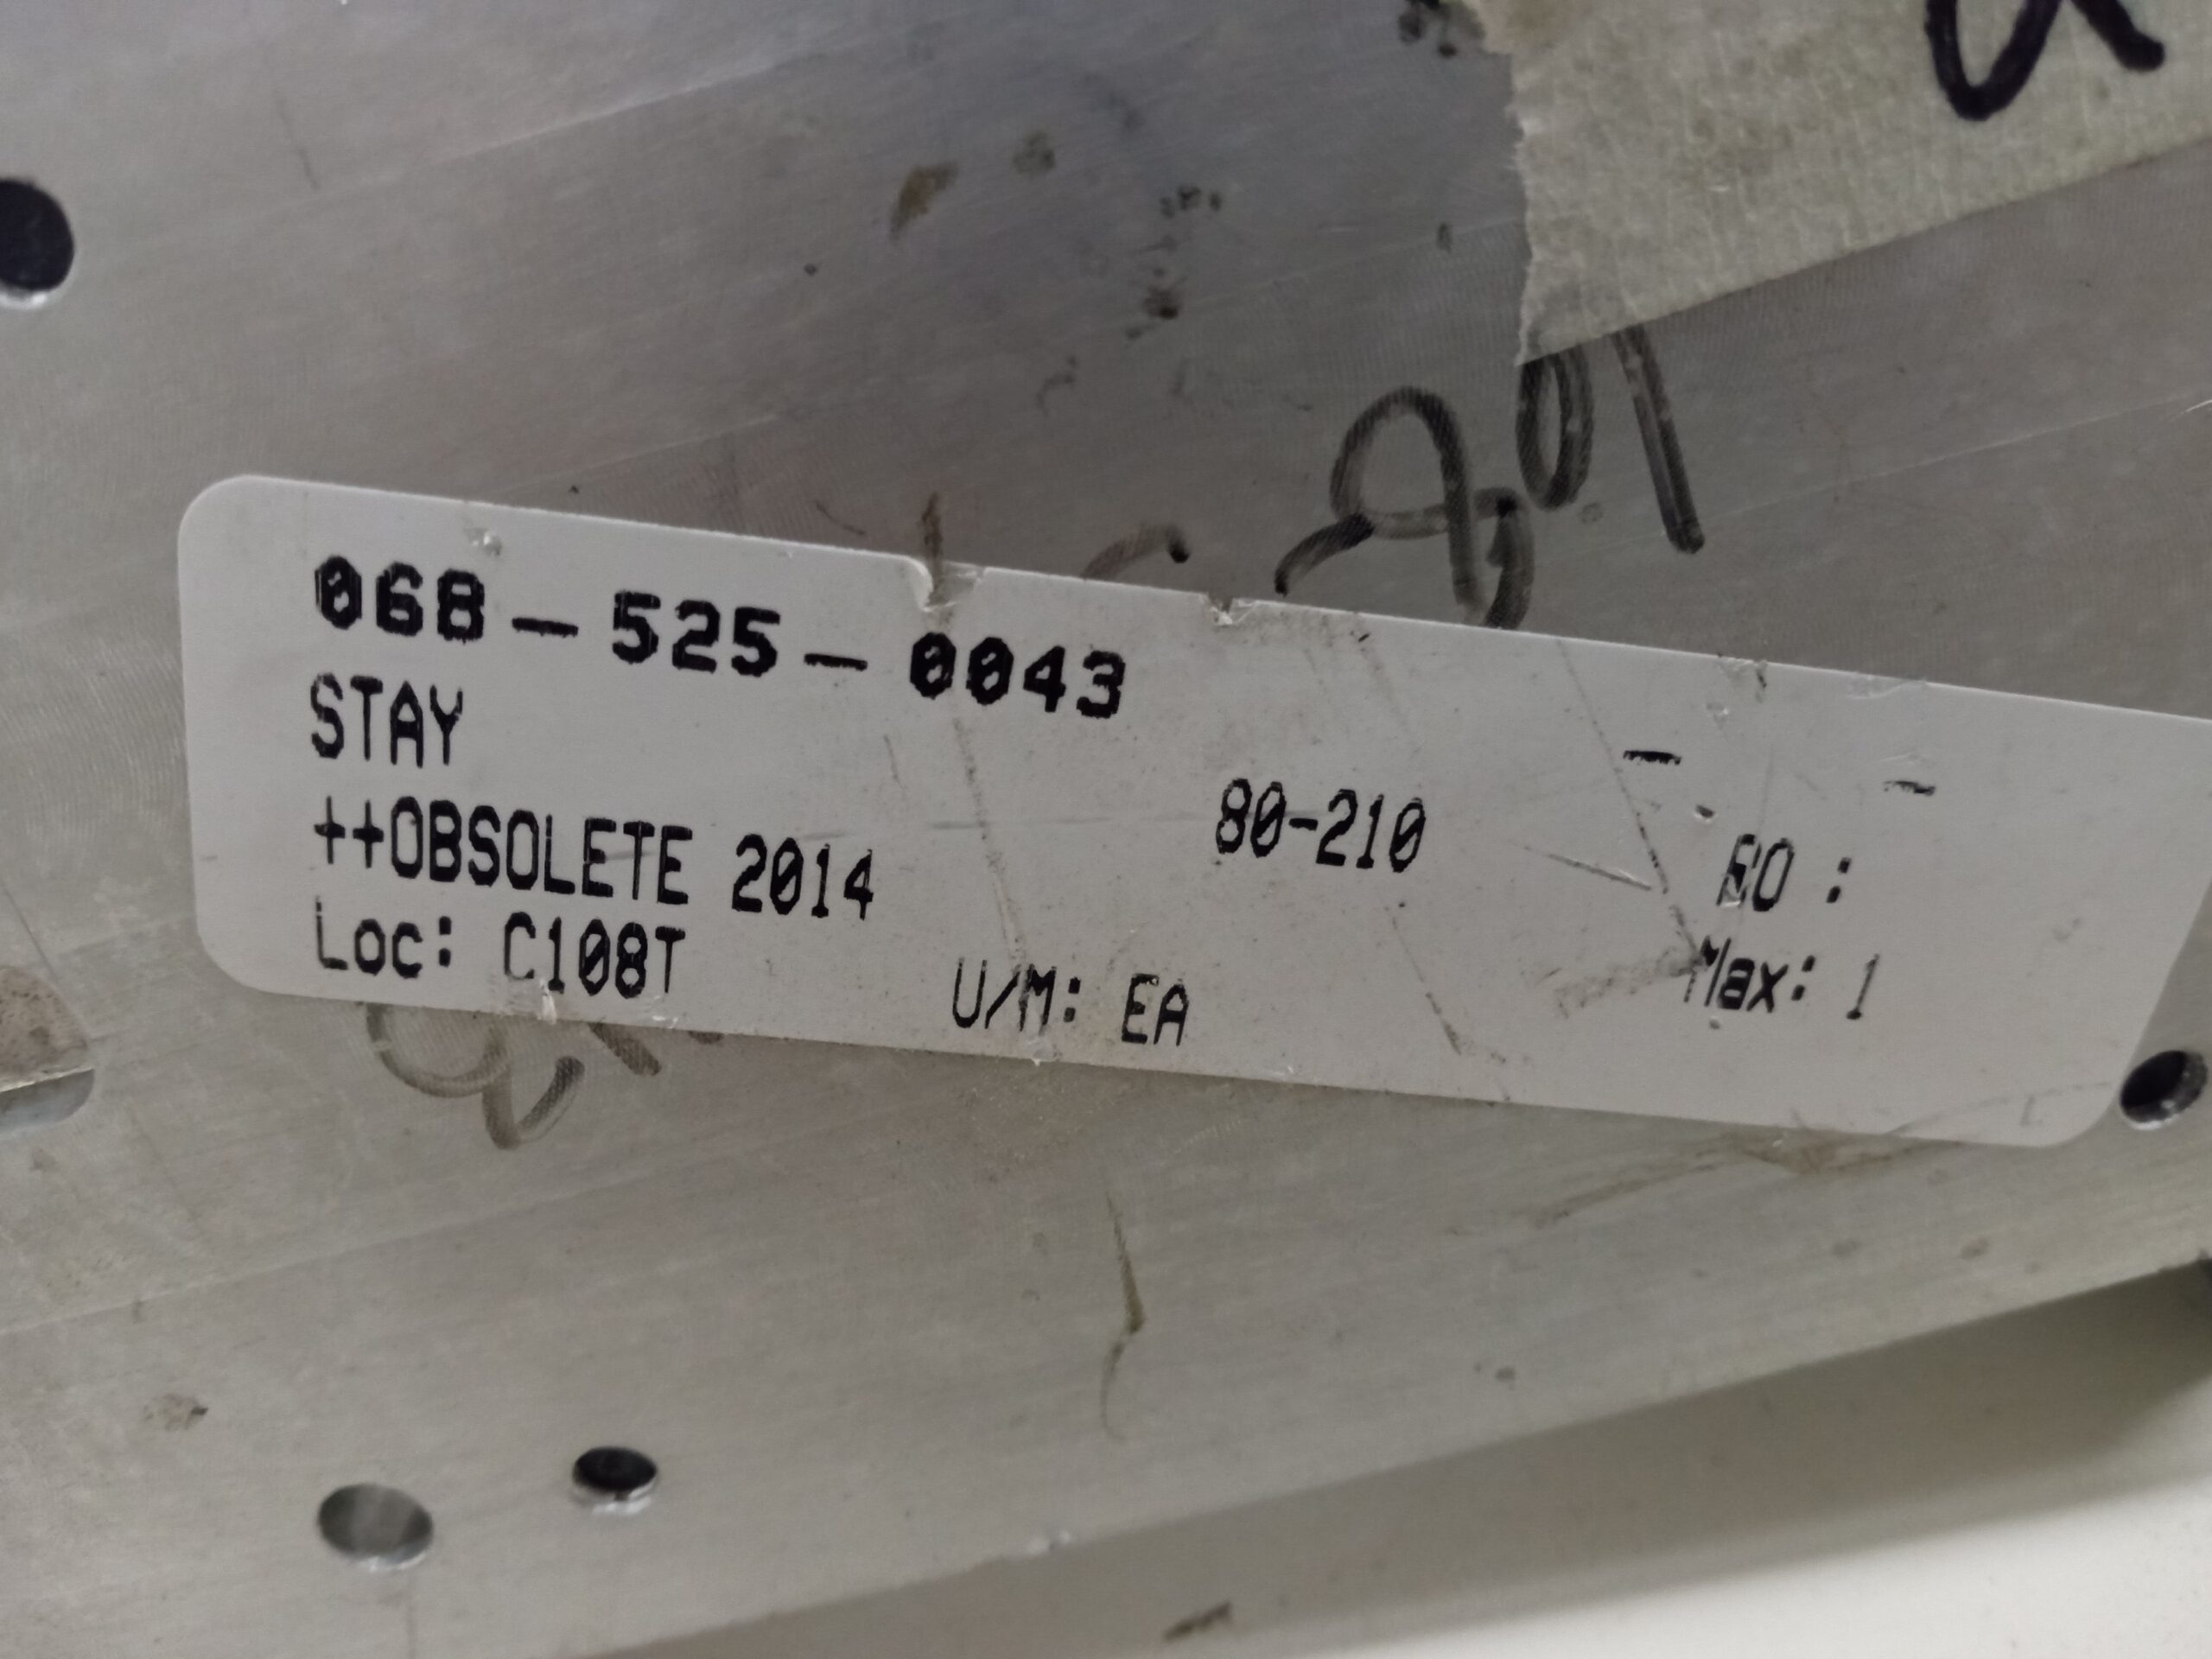 068-525-0043
STAY
++OBSOLETE 2014 80-210
Loc: C108T U/M: EA Max: 1